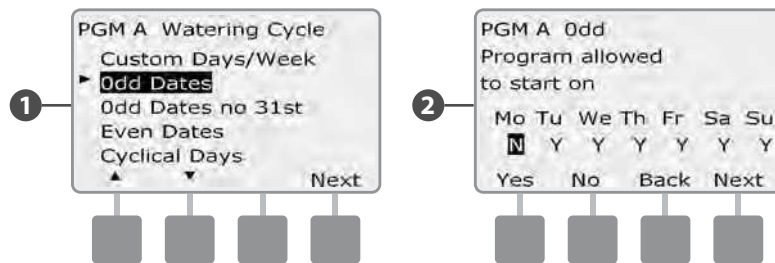 1
PGM A Watering Cycle
Custom Days/Week
Odd Dates
Odd Dates no 31st
Even Dates
Cyclical Days
Next
2
PGM A Odd
Program allowed
to start on
Mo Tu We Th Fr Sa Su
N Y Y Y Y Y Y
Yes No Back Next